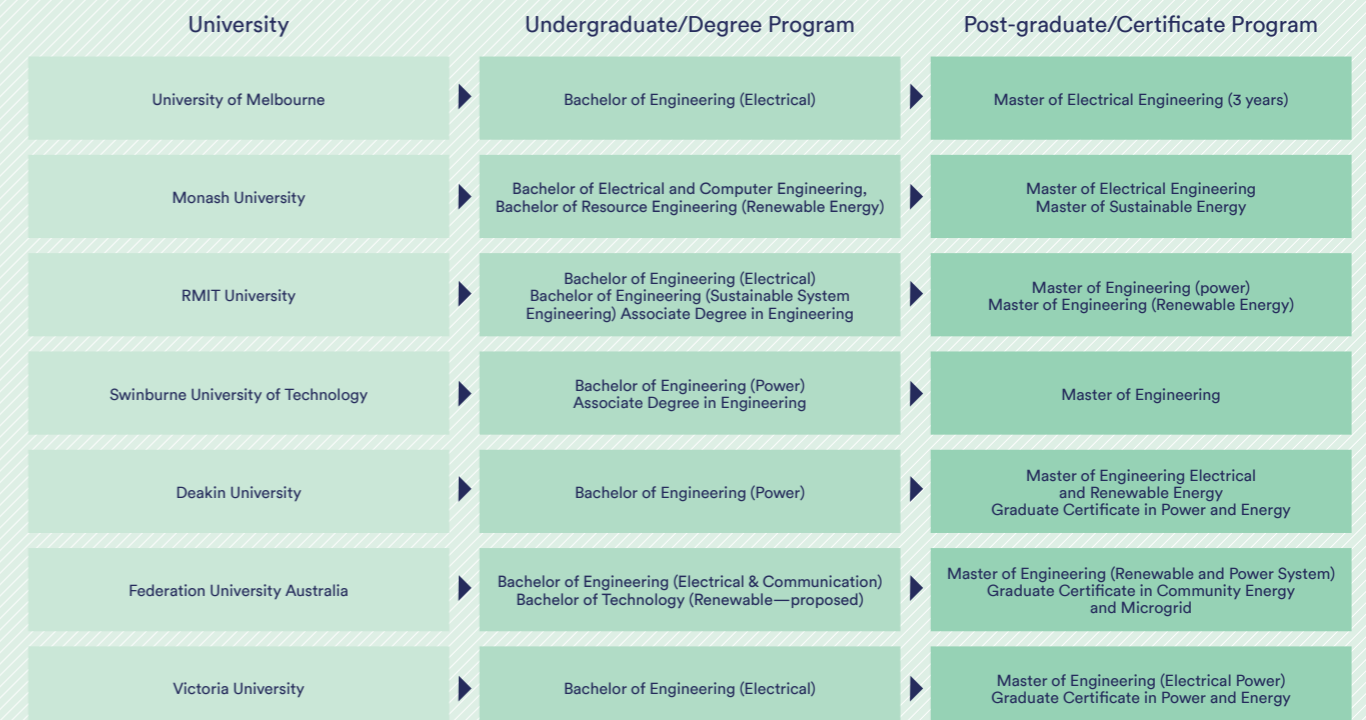 University
Undergraduate/Degree Program
Post-graduate/Certificate Program
University of Melbourne
Bachelor of Engineering (Electrical)
Master of Electrical Engineering (3 years)
Monash University
Bachelor of Electrical and Computer Engineering,
Bachelor of Resource Engineering (Renewable Energy)
Master of Electrical Engineering
Master of Sustainable Energy
RMIT University
Bachelor of Engineering (Electrical)
Bachelor of Engineering (Sustainable System
Engineering) Associate Degree in Engineering
Master of Engineering (power)
Master of Engineering (Renewable Energy)
Swinburne University of Technology
Bachelor of Engineering (Power)
Associate Degree in Engineering
Master of Engineering
Deakin University
Bachelor of Engineering (Power)
Master of Engineering Electrical
and Renewable Energy
Graduate Certificate in Power and Energy
Federation University Australia
Bachelor of Engineering (Electrical & Communication)
Bachelor of Technology (Renewable—proposed)
Master of Engineering (Renewable and Power System)
Graduate Certificate in Community Energy
and Microgrid
Victoria University
Bachelor of Engineering (Electrical)
Master of Engineering (Electrical Power)
Graduate Certificate in Power and Energy